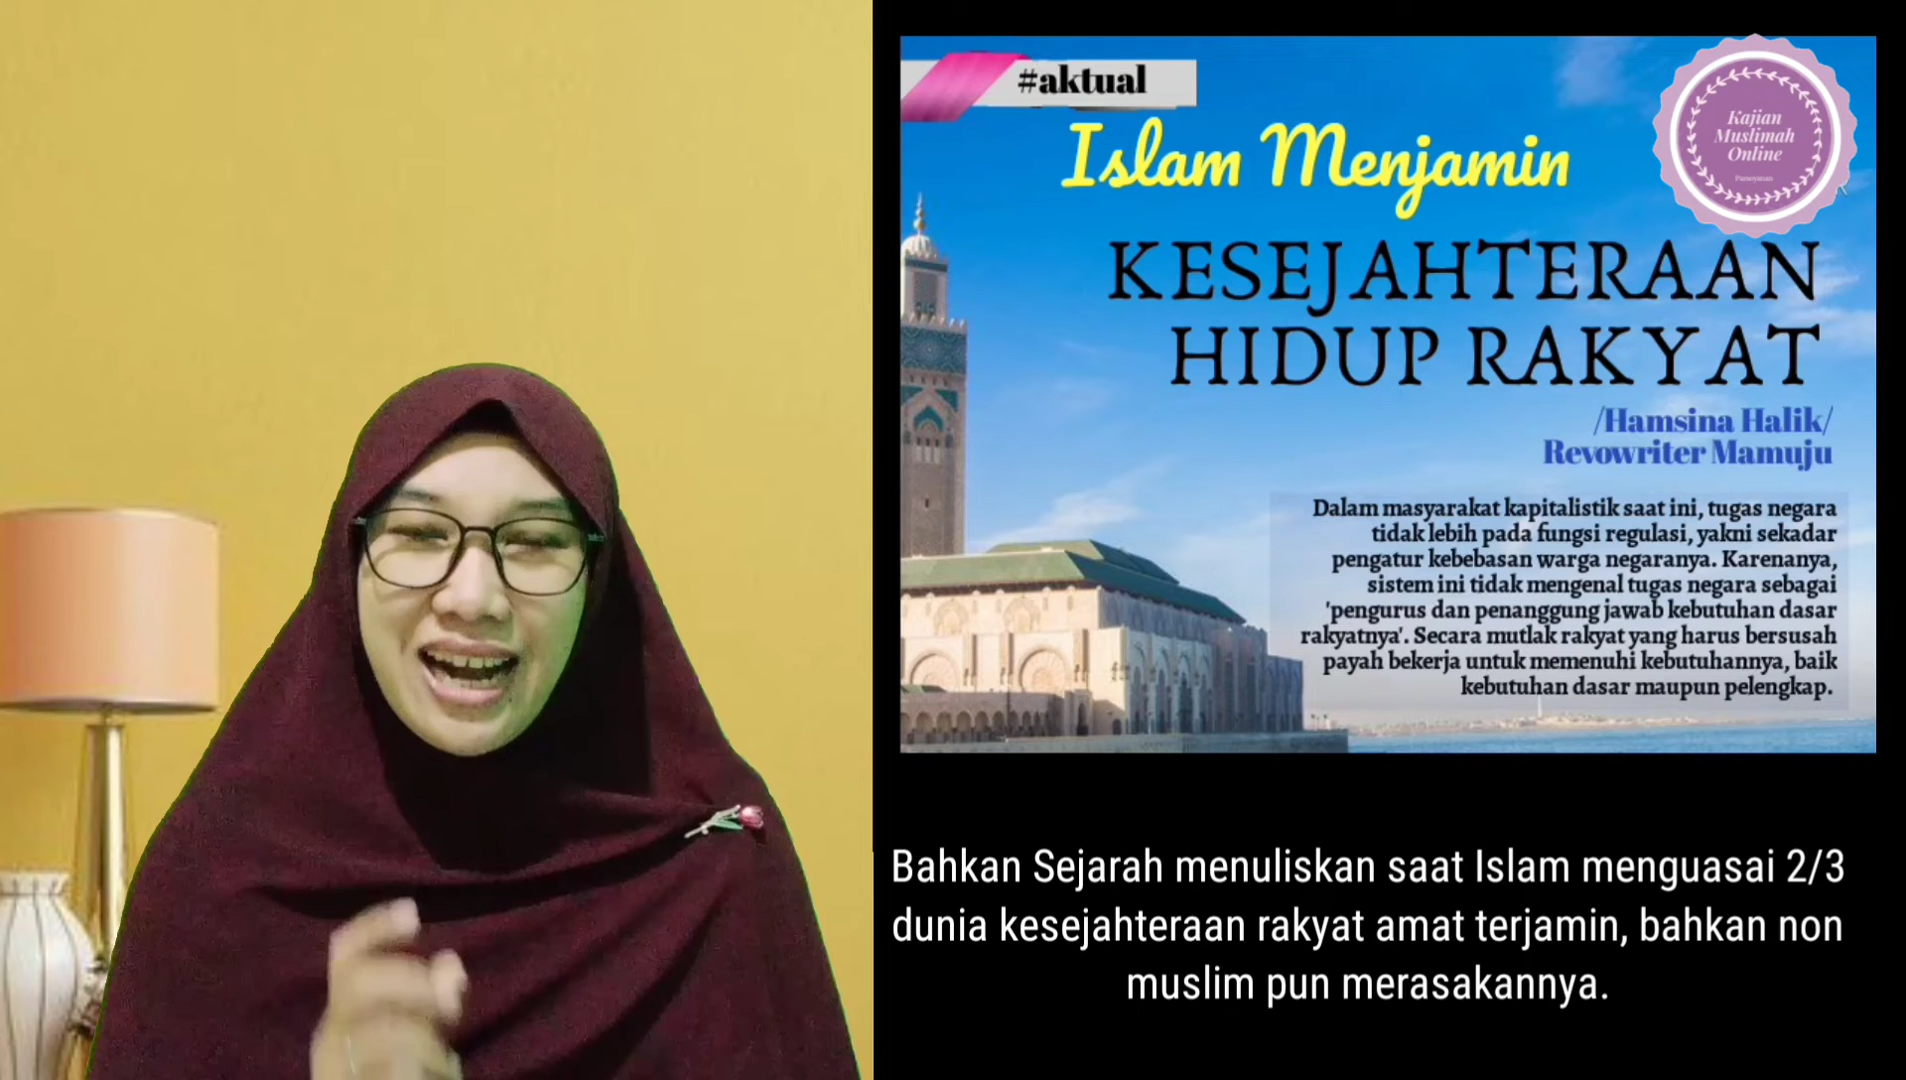 #aktual
Islam Menjamin
Kajian
Muslimah
Online
KESEJAHTERAAN
HIDUP RAKYAT
/Hamsina Halik/
Revowriter Mamuju
Dalam masyarakat kapitalistik saat ini, tugas negara
tidak lebih pada fungsi regulasi, yakni sekadar
pengatur kebebasan warga negaranya. Karenanya,
sistem ini tidak mengenal tugas negara sebagai
'pengurus dan penanggung jawab kebutuhan dasar
rakyatnya'. Secara mutlak rakyat yang harus bersusah
payah bekerja untuk memenuhi kebutuhannya, baik
kebutuhan dasar maupun pelengkap.
Bahkan Sejarah menuliskan saat Islam menguasai 2/3
dunia kesejahteraan rakyat amat terjamin, bahkan non
muslim pun merasakannya.